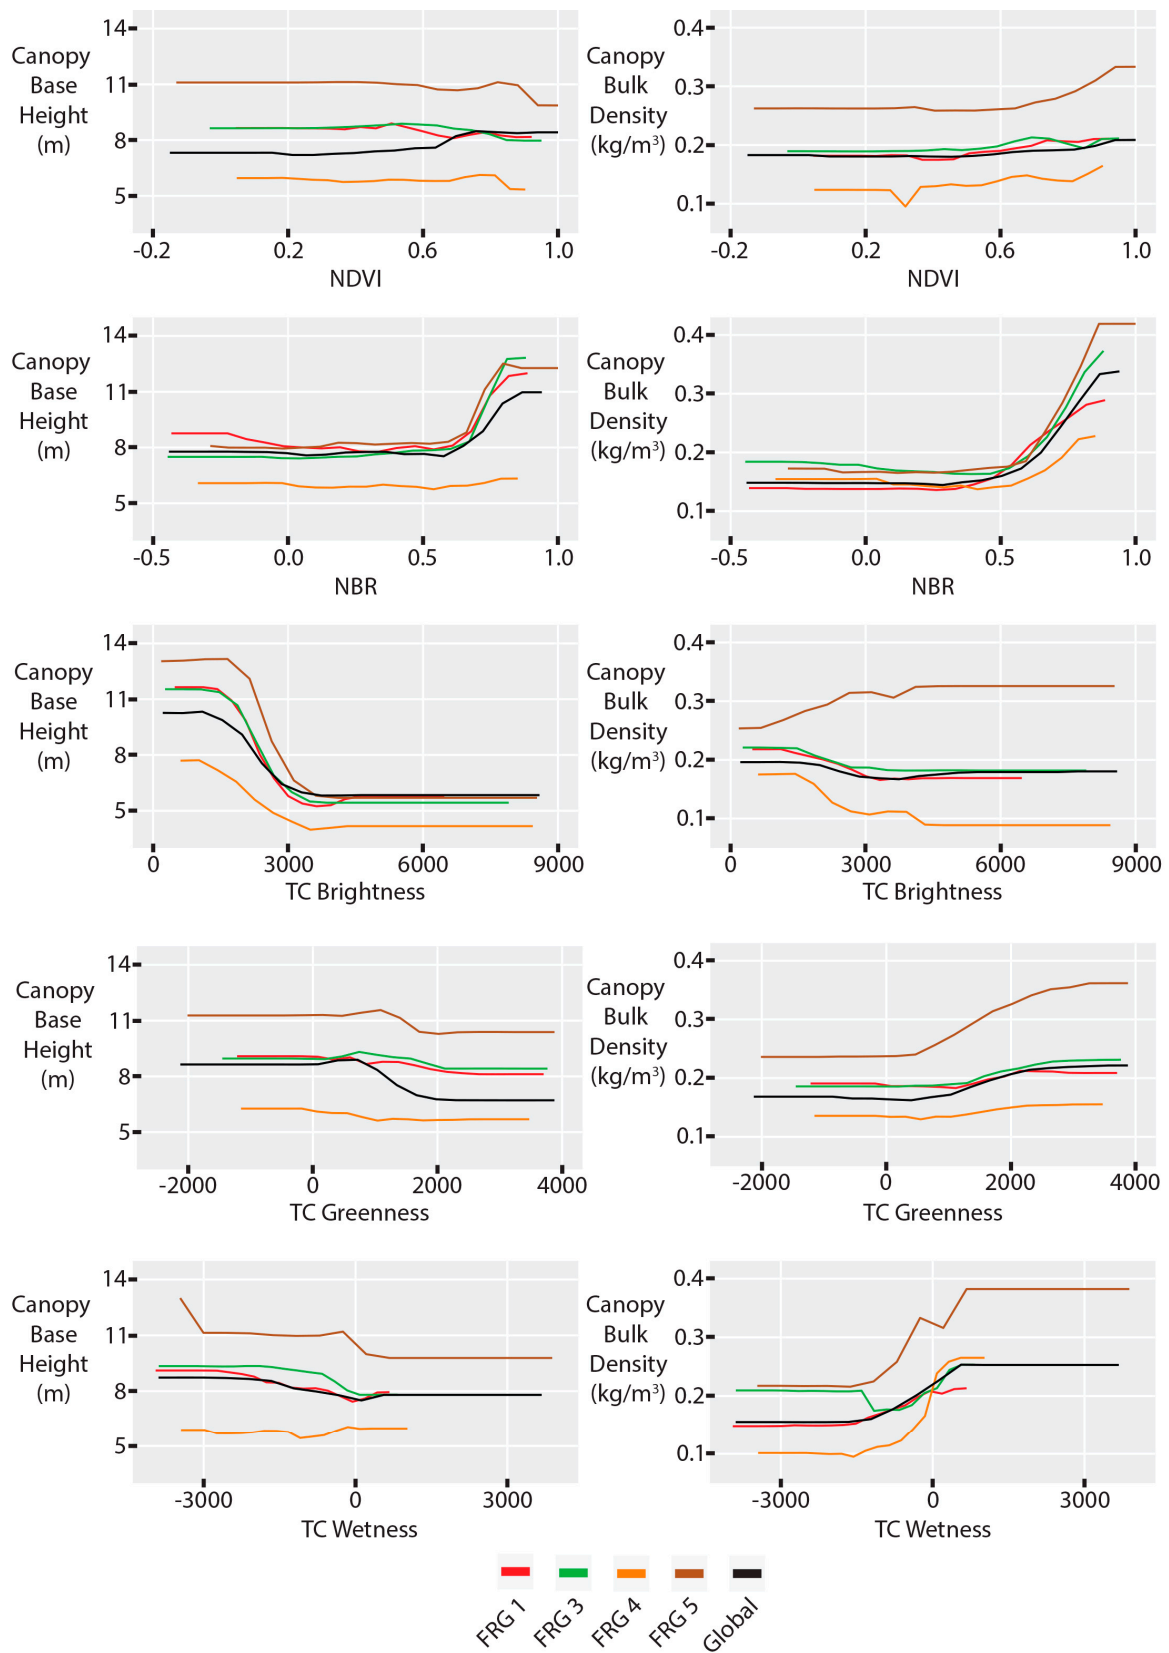 14
Canopy
Base
Height
(m)
11
8
5
-0.2 0.2 0.6 1.0
NDVI
0.4
Canopy
Bulk
Density
(kg/m³)
0.3
0.2
0.1
-0.2 0.2 0.6 1.0
NDVI
14
Canopy
Base
Height
(m)
11
8
5
-0.5 0.0 0.5 1.0
NBR
0.4
Canopy
Bulk
Density
(kg/m³)
0.3
0.2
0.1
-0.5 0.0 0.5 1.0
NBR
14
Canopy
Base
Height
(m)
11
8
5
0 3000 6000 9000
TC Brightness
0.4
Canopy
Bulk
Density
(kg/m³)
0.3
0.2
0.1
0 3000 6000 9000
TC Brightness
14
Canopy
Base
Height
(m)
11
8
5
-2000 0 2000 4000
TC Greenness
0.4
Canopy
Bulk
Density
(kg/m³)
0.3
0.2
0.1
-2000 0 2000 4000
TC Greenness
14
Canopy
Base
Height
(m)
11
8
5
-3000 0 3000
TC Wetness
0.4
Canopy
Bulk
Density
(kg/m³)
0.3
0.2
0.1
-3000 0 3000
TC Wetness
FRG 1
FRG 3
FRG 4
FRG 5
Global